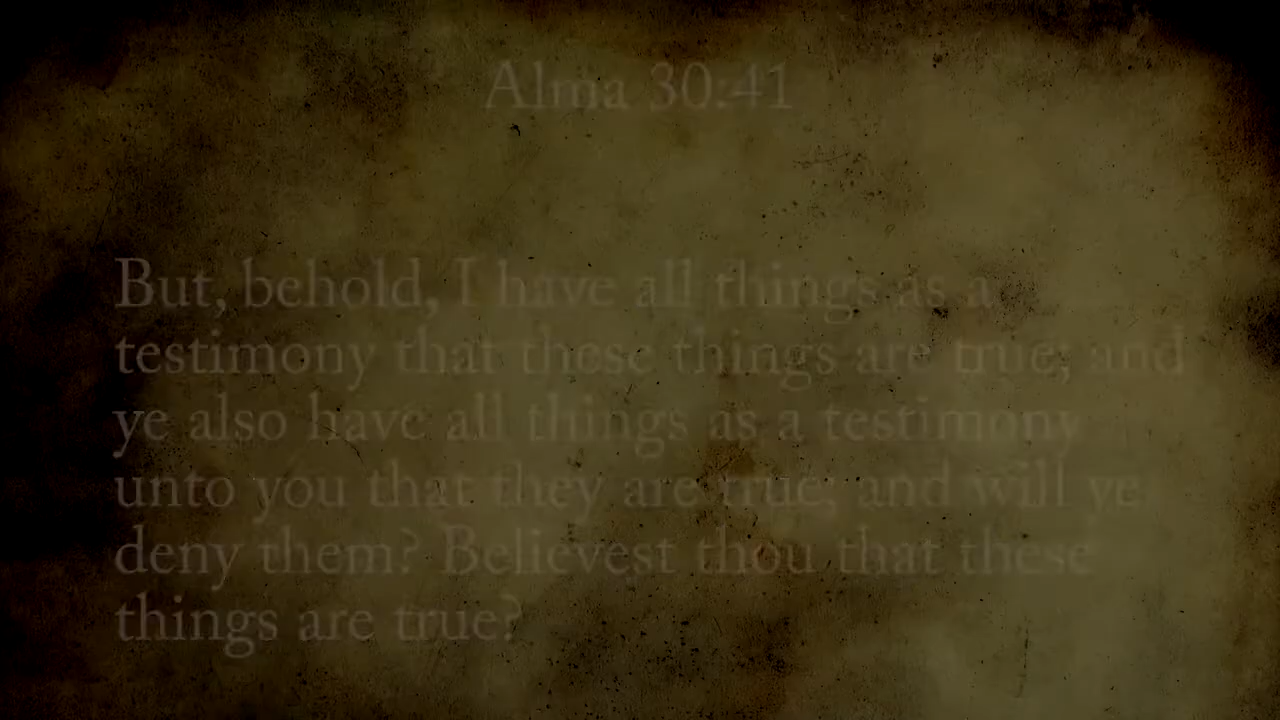 Alma 30:41
But, behold, I have all things as a
testimony that these things are true; and
ye also have all things as a testimony
unto you that they are true; and will ye
deny them? Believest thou that these
things are true?